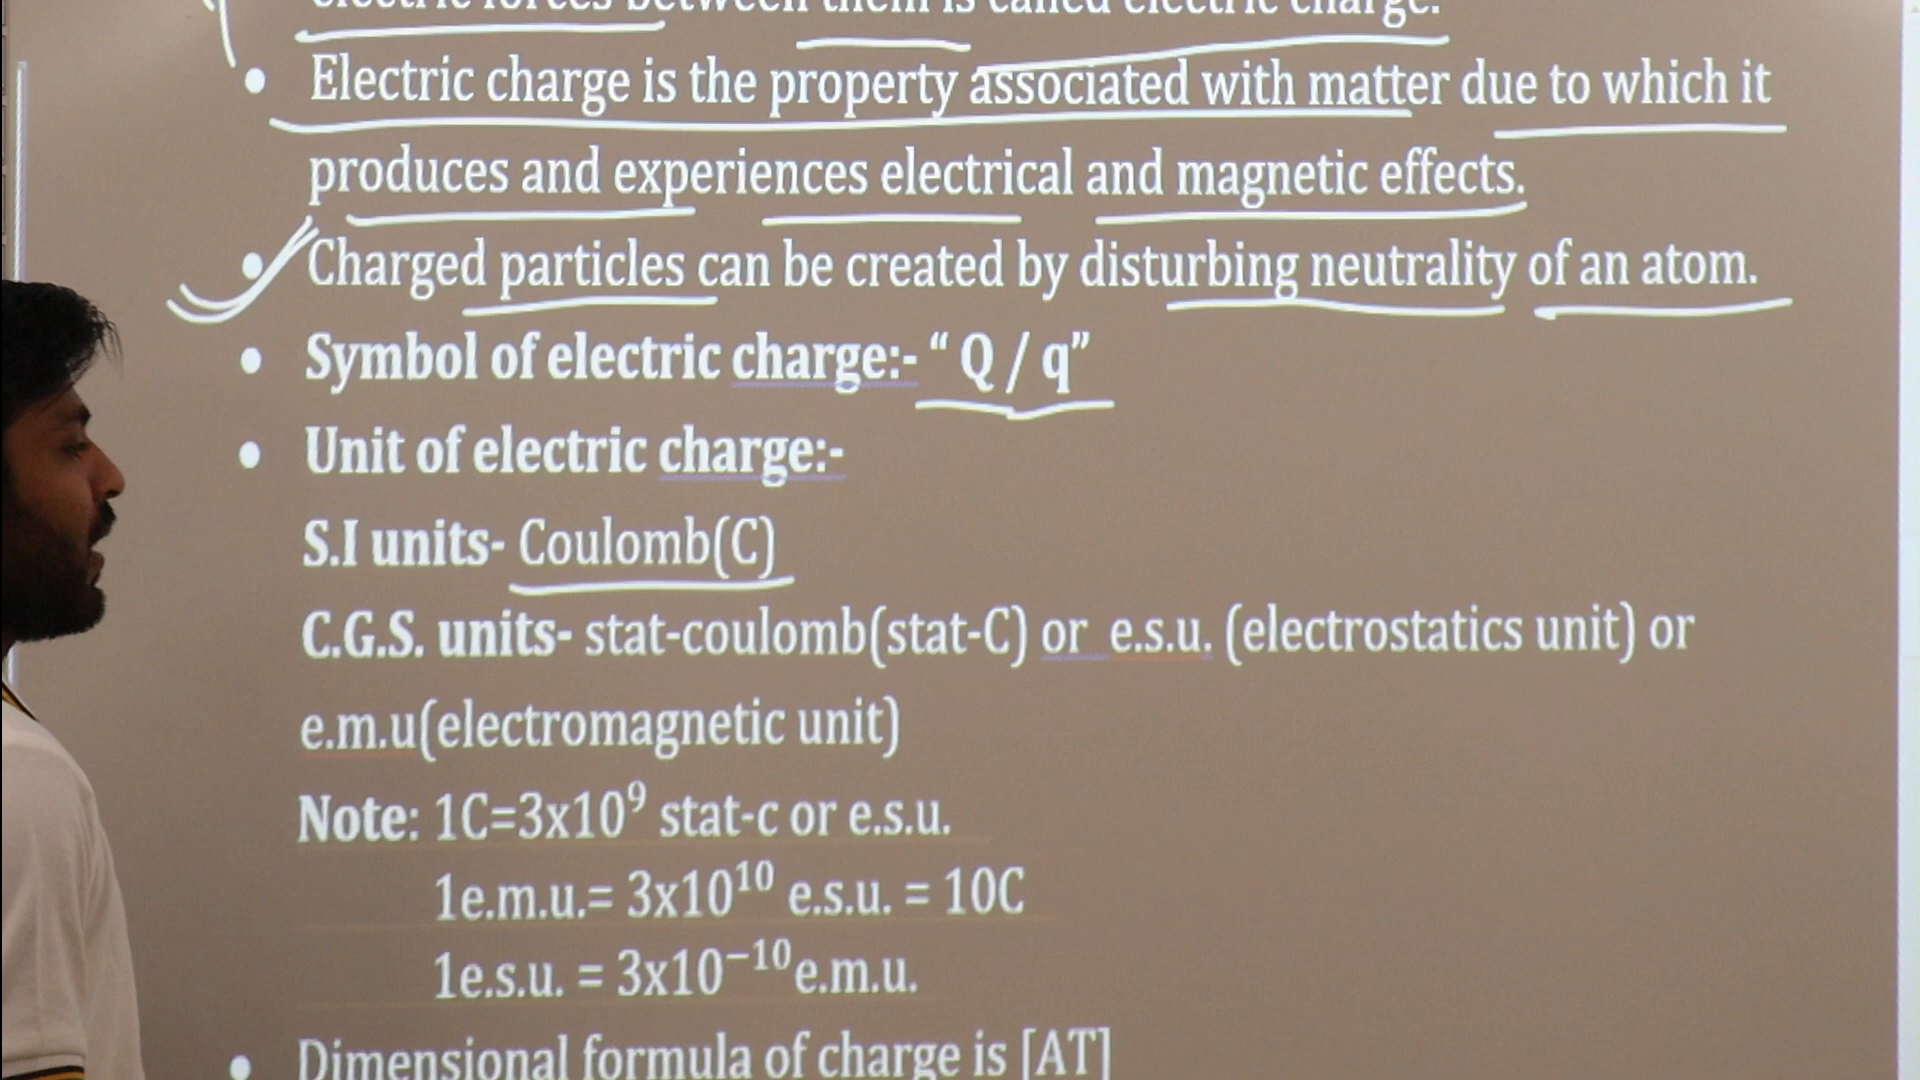 electric forces between them is called electric charge.
• Electric charge is the property associated with matter due to which it
produces and experiences electrical and magnetic effects.
• Charged particles can be created by disturbing neutrality of an atom.
• Symbol of electric charge:- “ Q / q”
• Unit of electric charge:-
S.I units- Coulomb(C)
C.G.S. units- stat-coulomb(stat-C) or e.s.u. (electrostatics unit) or
e.m.u(electromagnetic unit)
Note: 1C=3x10⁹ stat-c or e.s.u.
1e.m.u.= 3x10¹⁰ e.s.u. = 10C
1e.s.u. = 3x10⁻¹⁰e.m.u.
• Dimensional formula of charge is [AT]